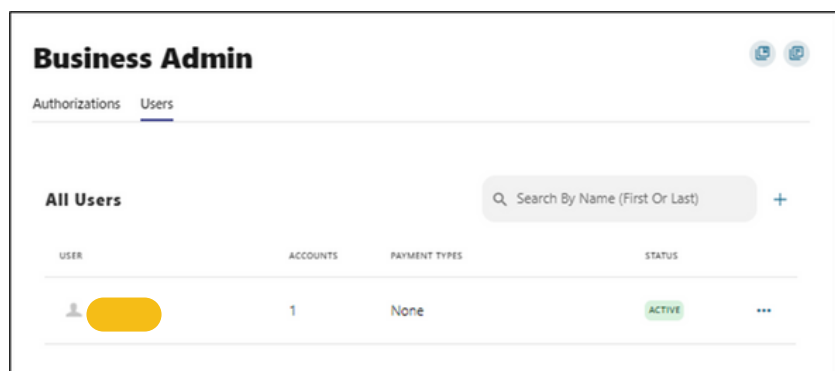 Business Admin
Authorizations Users
All Users
Search By Name (First Or Last)
USER ACCOUNTS PAYMENT TYPES STATUS
1 None ACTIVE